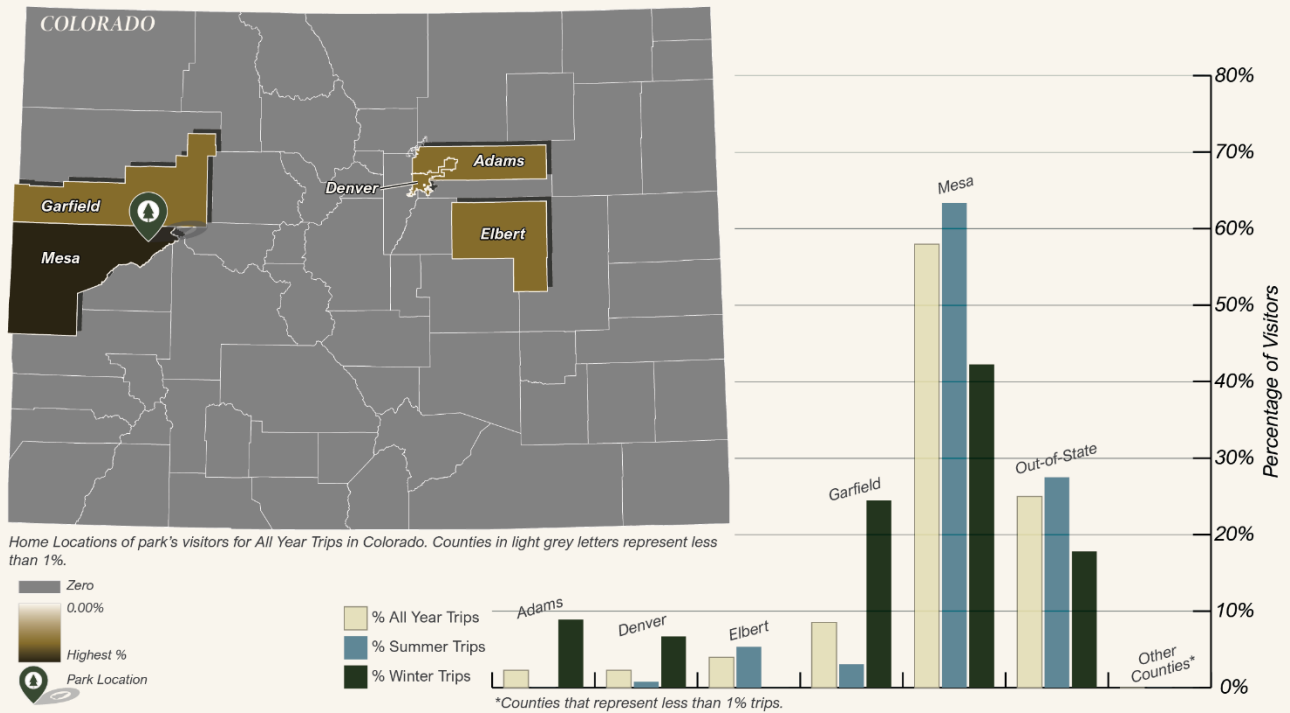 COLORADO
Adams
Denver
Garfield
Elbert
Mesa
Home Locations of park's visitors for All Year Trips in Colorado. Counties in light grey letters represent less
than 1%.
Zero
0.00%
Highest %
Park Location
% All Year Trips
% Summer Trips
% Winter Trips
Adams
Denver
Elbert
Garfield
Mesa
Out-of-State
Other
Counties*
80%
70%
60%
50%
40%
30%
20%
10%
0%
Percentage of Visitors
*Counties that represent less than 1% trips.